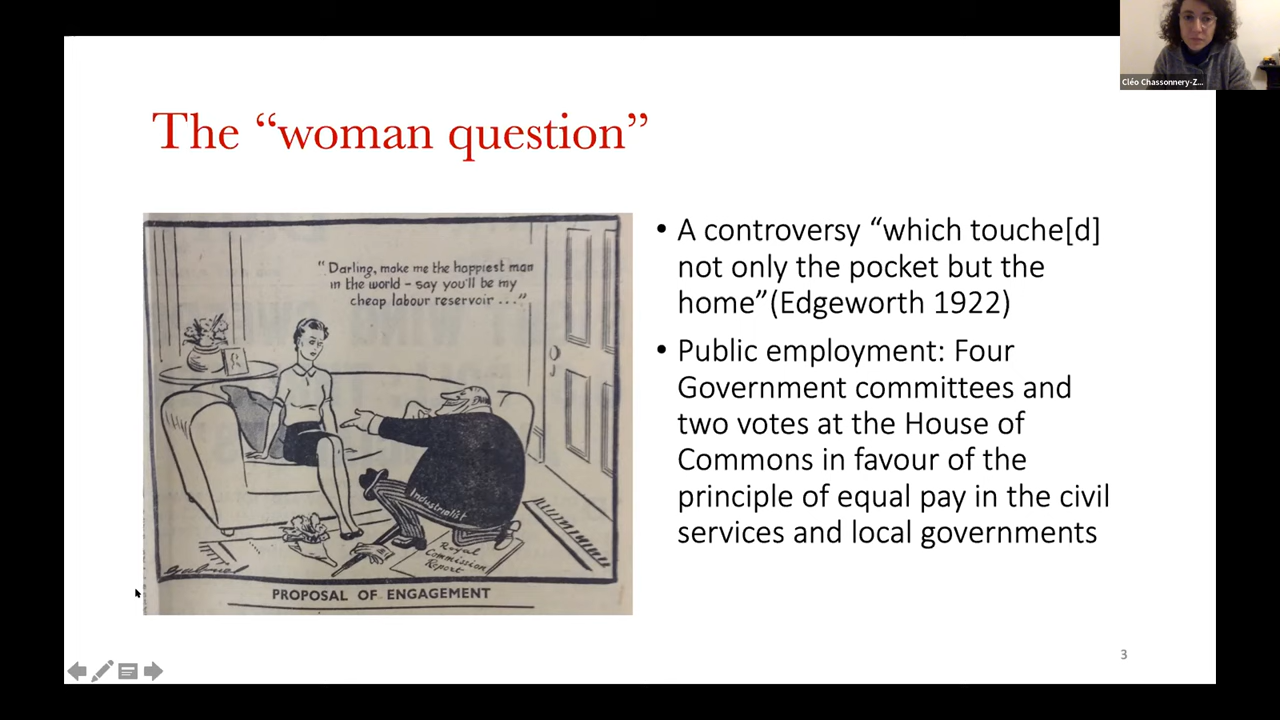 Cléo Chassonnery-Z...
The “woman question”
“Darling, make me the happiest man
in the world – say you'll be my
cheap labour reservoir ...”
Industrialist
Royal
Commission
Report
Gabriel
PROPOSAL OF ENGAGEMENT
• A controversy “which touche[d]
not only the pocket but the
home”(Edgeworth 1922)
• Public employment: Four
Government committees and
two votes at the House of
Commons in favour of the
principle of equal pay in the civil
services and local governments
3